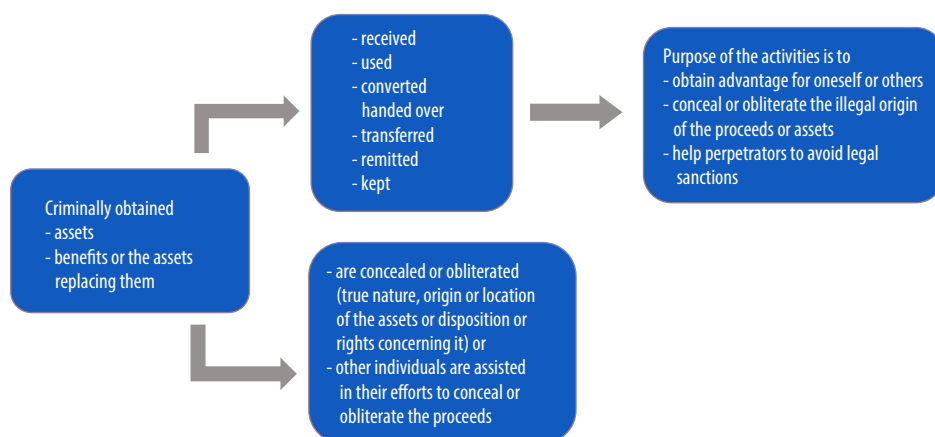 Criminally obtained
- assets
- benefits or the assets
replacing them
- received
- used
- converted
handed over
- transferred
- remitted
- kept
Purpose of the activities is to
- obtain advantage for oneself or others
- conceal or obliterate the illegal origin
of the proceeds or assets
- help perpetrators to avoid legal
sanctions
- are concealed or obliterated
(true nature, origin or location
of the assets or disposition or
rights concerning it) or
- other individuals are assisted
in their efforts to conceal or
obliterate the proceeds